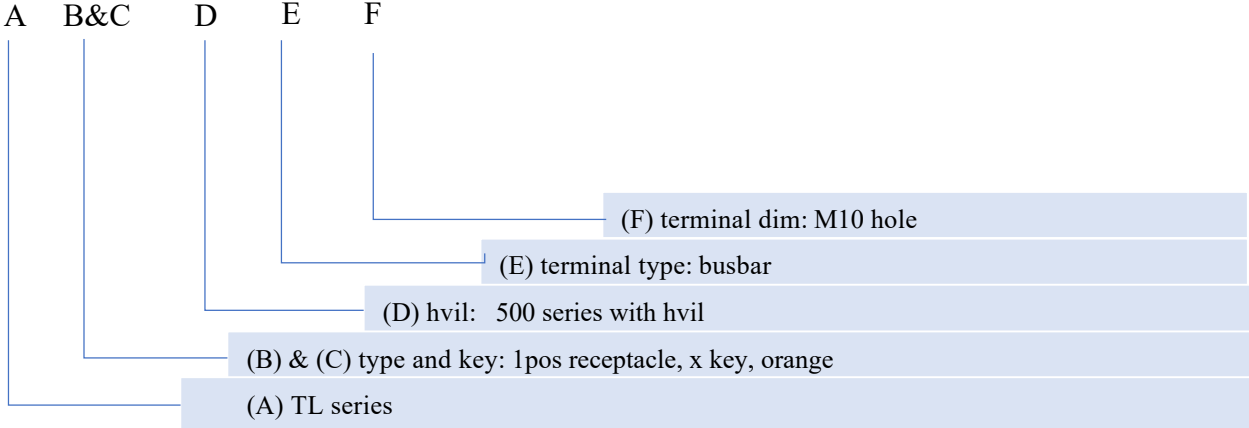 A B&C D E F
(F) terminal dim: M10 hole
(E) terminal type: busbar
(D) hvil: 500 series with hvil
(B) & (C) type and key: 1pos receptacle, x key, orange
(A) TL series